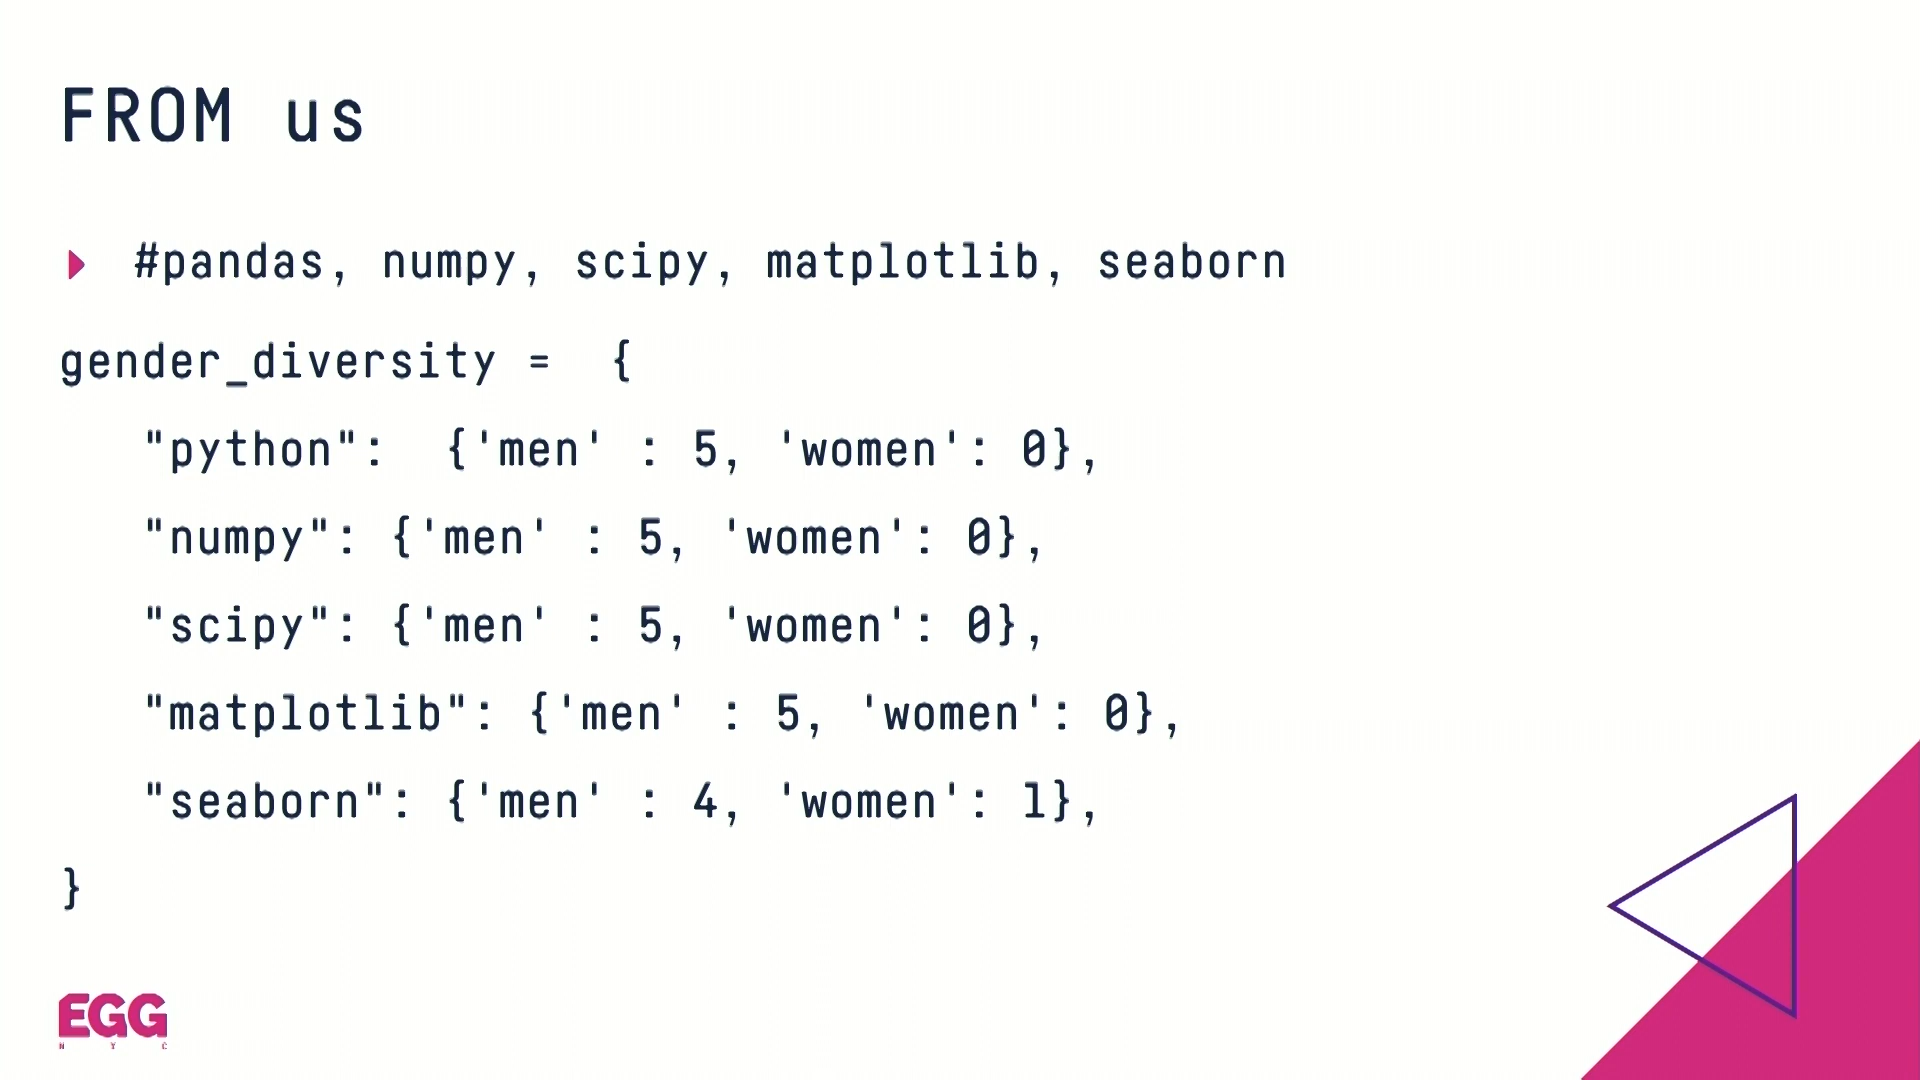 FROM us
#pandas, numpy, scipy, matplotlib, seaborn
gender_diversity =  {
"python":  {'men' : 5, 'women': 0},
"numpy": {'men' : 5, 'women': 0},
"scipy": {'men' : 5, 'women': 0},
"matplotlib": {'men' : 5, 'women': 0},
"seaborn": {'men' : 4, 'women': 1},
}
EGG
N Y C